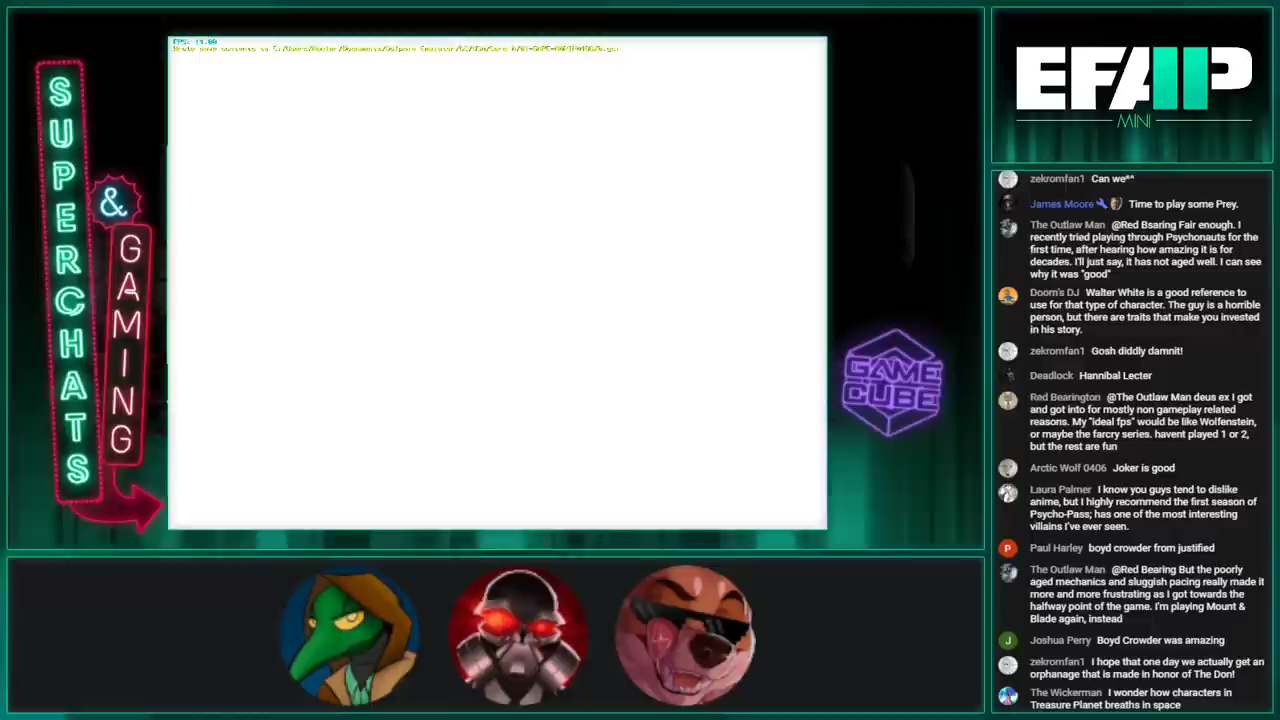 SUPERCHATS
&
GAMING
FPS:
Wrote save contents to
GAME
CUBE
EFAP
MINI
zekromfan1 Can we**
James Moore Time to play some Prey.
The Outlaw Man @Red Bsaring Fair enough. I
recently tried playing through Psychonauts for the
first time, after hearing how amazing it is for
decades. I'll just say, it has not aged well. I can see
why it was "good"
Doom's DJ Walter White is a good reference to
use for that type of character. The guy is a horrible
person, but there are traits that make you invested
in his story.
zekromfan1 Gosh diddly damnit!
Deadlock Hannibal Lecter
Red Bearington @The Outlaw Man deus ex I got
and got into for mostly non gameplay related
reasons. My "ideal fps" would be like Wolfenstein,
or maybe the farcry series. havent played 1 or 2,
but the rest are fun
Arctic Wolf 0406 Joker is good
Laura Palmer I know you guys tend to dislike
anime, but I highly recommend the first season of
Psycho-Pass; has one of the most interesting
villains I've ever seen.
P
Paul Harley boyd crowder from justified
The Outlaw Man @Red Bearing But the poorly
aged mechanics and sluggish pacing really made it
more and more frustrating as I got towards the
halfway point of the game. I'm playing Mount &
Blade again, instead
J
Joshua Perry Boyd Crowder was amazing
zekromfan1 I hope that one day we actually get an
orphanage that is made in honor of The Don!
The Wickerman I wonder how characters in
Treasure Planet breaths in space